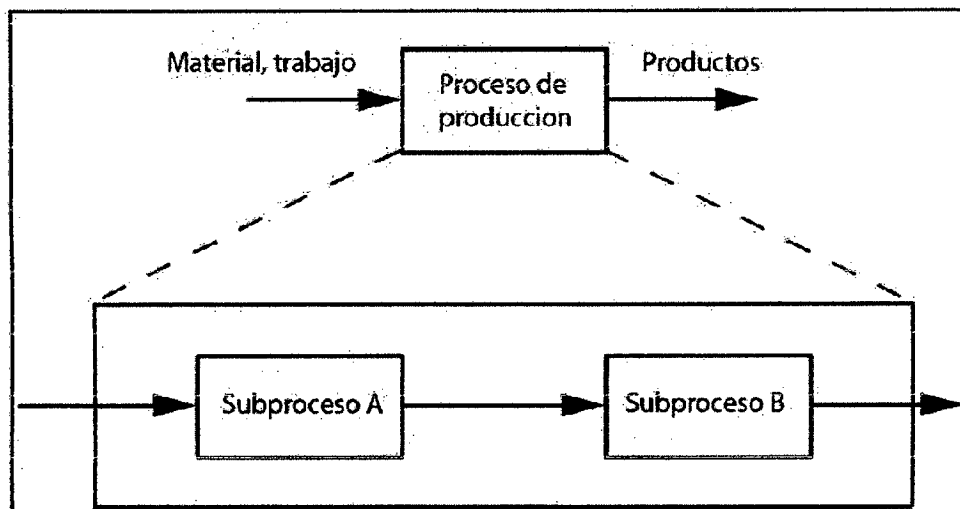 Material, trabajo
Productos
Proceso de
produccion
Subproceso A
Subproceso B